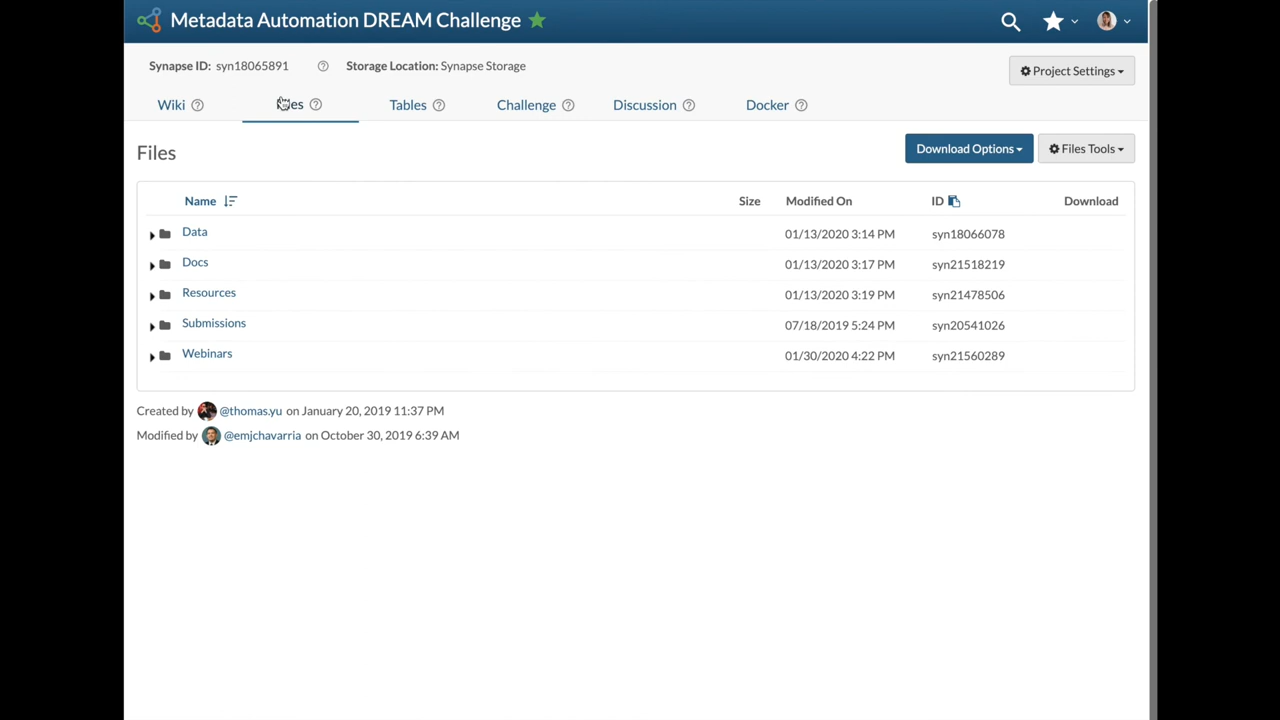 Metadata Automation DREAM Challenge
Synapse ID: syn18065891 Storage Location: Synapse Storage
Project Settings
Wiki Files Tables Challenge Discussion Docker
Files
Download Options Files Tools
Name Size Modified On ID Download
Data 01/13/2020 3:14 PM syn18066078
Docs 01/13/2020 3:17 PM syn21518219
Resources 01/13/2020 3:19 PM syn21478506
Submissions 07/18/2019 5:24 PM syn20541026
Webinars 01/30/2020 4:22 PM syn21560289
Created by @thomas.yu on January 20, 2019 11:37 PM
Modified by @emjchavarria on October 30, 2019 6:39 AM